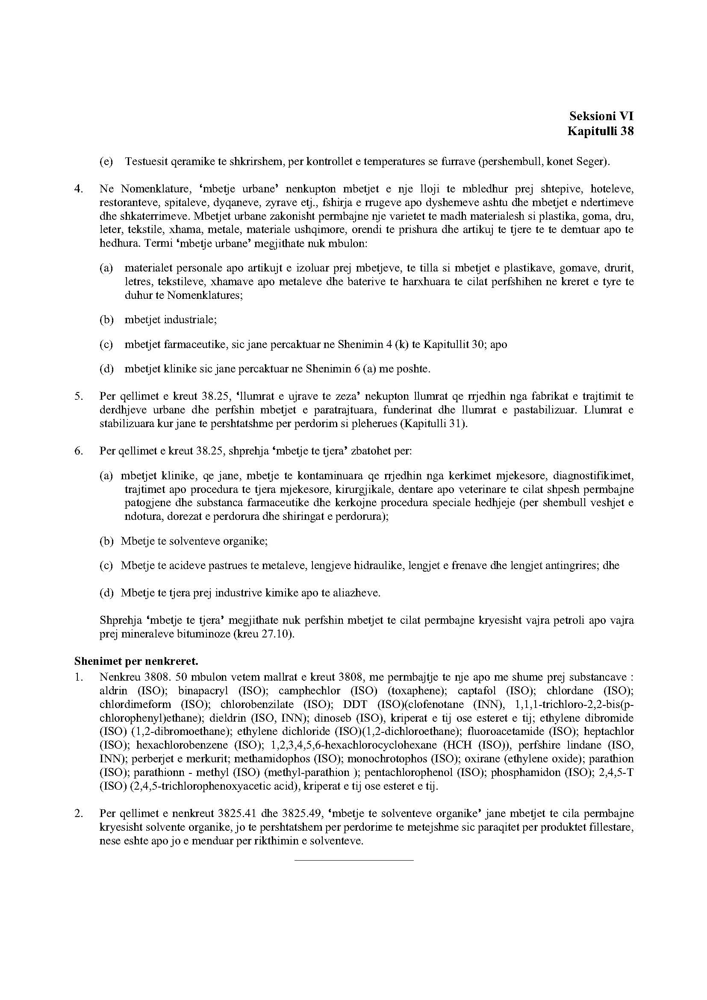 Seksioni VI
Kapitulli 38
(e) Testuesit qeramike te shkrirshem, per kontrollet e temperatures se furrave (pershembull, konet Seger).
4. Ne Nomenklature, ‘mbetje urbane’ nenkupton mbetjet e nje lloji te mbledhur prej shtepive, hoteleve,
restoranteve, spitaleve, dyqaneve, zyrave etj., fshirja e rrugeve apo dyshemeve ashtu dhe mbetjet e ndertimeve
dhe shkaterrimeve. Mbetjet urbane zakonisht permbajne nje varietet te madh materialesh si plastika, goma, dru,
leter, tekstile, xhama, metale, materiale ushqimore, orendi te prishura dhe artikuj te tjere te te demtuar apo te
hedhura. Termi ‘mbetje urbane’ megjithate nuk mbulon:
(a) materialet personale apo artikujt e izoluar prej mbetjeve, te tilla si mbetjet e plastikave, gomave, drurit,
letres, tekstileve, xhamave apo metaleve dhe baterive te harxhuara te cilat perfshihen ne kreret e tyre te
duhur te Nomenklatures;
(b) mbetjet industriale;
(c) mbetjet farmaceutike, sic jane percaktuar ne Shenimin 4 (k) te Kapitullit 30; apo
(d) mbetjet klinike sic jane percaktuar ne Shenimin 6 (a) me poshte.
5. Per qellimet e kreut 38.25, ‘llumrat e ujrave te zeza’ nekupton llumrat qe rrjedhin nga fabrikat e trajtimit te
derdhjeve urbane dhe perfshin mbetjet e paratrajtuara, funderinat dhe llumrat e pastabilizuar. Llumrat e
stabilizuara kur jane te pershtatshme per perdorim si pleherues (Kapitulli 31).
6. Per qellimet e kreut 38.25, shprehja ‘mbetje te tjera’ zbatohet per:
(a) mbetjet klinike, qe jane, mbetje te kontaminuara qe rrjedhin nga kerkimet mjekesore, diagnostifikimet,
trajtimet apo procedura te tjera mjekesore, kirurgjikale, dentare apo veterinare te cilat shpesh permbajne
patogjene dhe substanca farmaceutike dhe kerkojne procedura speciale hedhjeje (per shembull veshjet e
ndotura, dorezat e perdorura dhe shiringat e perdorura);
(b) Mbetje te solventeve organike;
(c) Mbetje te acideve pastrues te metaleve, lengjeve hidraulike, lengjet e frenave dhe lengjet antingrires; dhe
(d) Mbetje te tjera prej industrive kimike apo te aliazheve.
Shprehja ‘mbetje te tjera’ megjithate nuk perfshin mbetjet te cilat permbajne kryesisht vajra petroli apo vajra
prej mineraleve bituminoze (kreu 27.10).
Shenimet per nenkreret.
1. Nenkreu 3808. 50 mbulon vetem mallrat e kreut 3808, me permbajtje te nje apo me shume prej substancave :
aldrin (ISO); binapacryl (ISO); camphechlor (ISO) (toxaphene); captafol (ISO); chlordane (ISO);
chlordimeform (ISO); chlorobenzilate (ISO); DDT (ISO)(clofenotane (INN), 1,1,1-trichloro-2,2-bis(p-
chlorophenyl)ethane); dieldrin (ISO, INN); dinoseb (ISO), kriperat e tij ose esteret e tij; ethylene dibromide
(ISO) (1,2-dibromoethane); ethylene dichloride (ISO)(1,2-dichloroethane); fluoroacetamide (ISO); heptachlor
(ISO); hexachlorobenzene (ISO); 1,2,3,4,5,6-hexachlorocyclohexane (HCH (ISO)), perfshire lindane (ISO,
INN); perberjet e merkurit; methamidophos (ISO); monochrotophos (ISO); oxirane (ethylene oxide); parathion
(ISO); parathionn - methyl (ISO) (methyl-parathion ); pentachlorophenol (ISO); phosphamidon (ISO); 2,4,5-T
(ISO) (2,4,5-trichlorophenoxyacetic acid), kriperat e tij ose esteret e tij.
2. Per qellimet e nenkreut 3825.41 dhe 3825.49, ‘mbetje te solventeve organike’ jane mbetjet te cila permbajne
kryesisht solvente organike, jo te pershtatshem per perdorime te metejshme sic paraqitet per produktet fillestare,
nese eshte apo jo e menduar per rikthimin e solventeve.